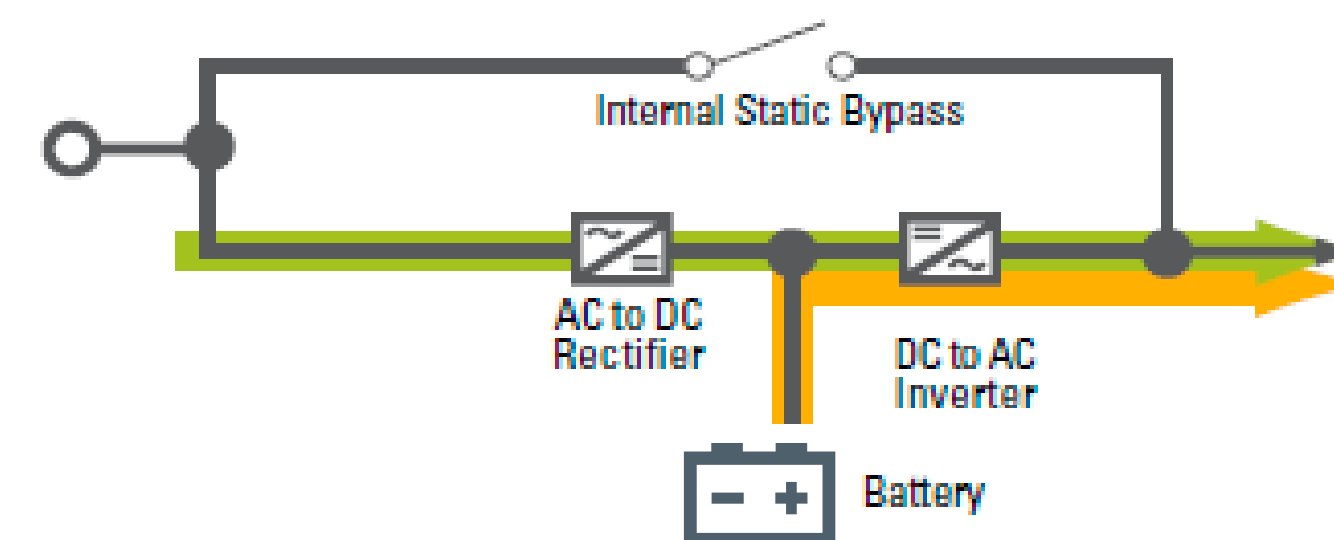 Internal Static Bypass
AC to DC
Rectifier
DC to AC
Inverter
Battery